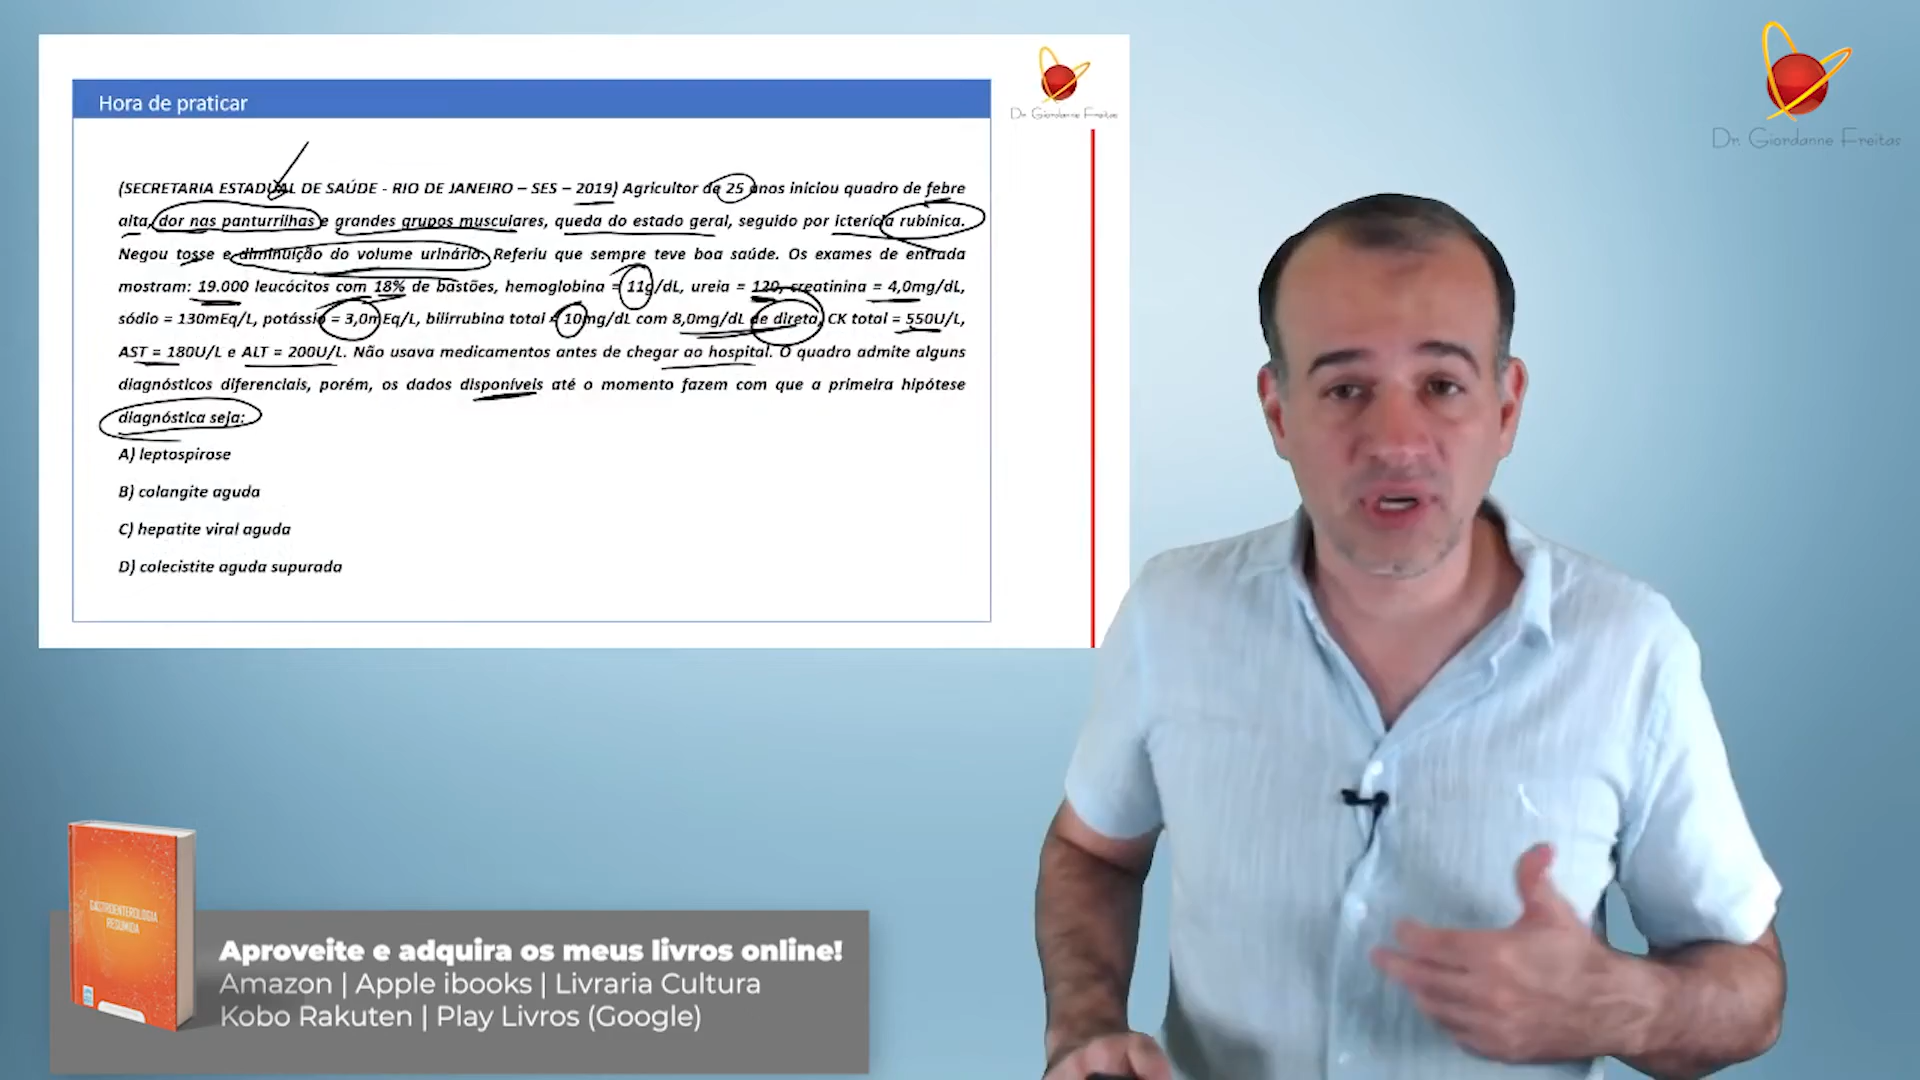 Hora de praticar
Dr. Giordanne Freitas
Dr. Giordanne Freitas
(SECRETARIA ESTADUAL DE SAÚDE - RIO DE JANEIRO – SES – 2019) Agricultor de 25 anos iniciou quadro de febre
alta, dor nas panturrilhas e grandes grupos musculares, queda do estado geral, seguido por icterícia rubínica.
Negou tosse e diminuição do volume urinário. Referiu que sempre teve boa saúde. Os exames de entrada
mostram: 19.000 leucócitos com 18% de bastões, hemoglobina = 11g/dL, ureia = 120, creatinina = 4,0mg/dL,
sódio = 130mEq/L, potássio = 3,0mEq/L, bilirrubina total = 10mg/dL com 8,0mg/dL de direta, CK total = 550U/L,
AST = 180U/L e ALT = 200U/L. Não usava medicamentos antes de chegar ao hospital. O quadro admite alguns
diagnósticos diferenciais, porém, os dados disponíveis até o momento fazem com que a primeira hipótese
diagnóstica seja:
A) leptospirose
B) colangite aguda
C) hepatite viral aguda
D) colecistite aguda supurada
GASTROENTEROLOGIA
RESUMIDA
Aproveite e adquira os meus livros online!
Amazon | Apple ibooks | Livraria Cultura
Kobo Rakuten | Play Livros (Google)